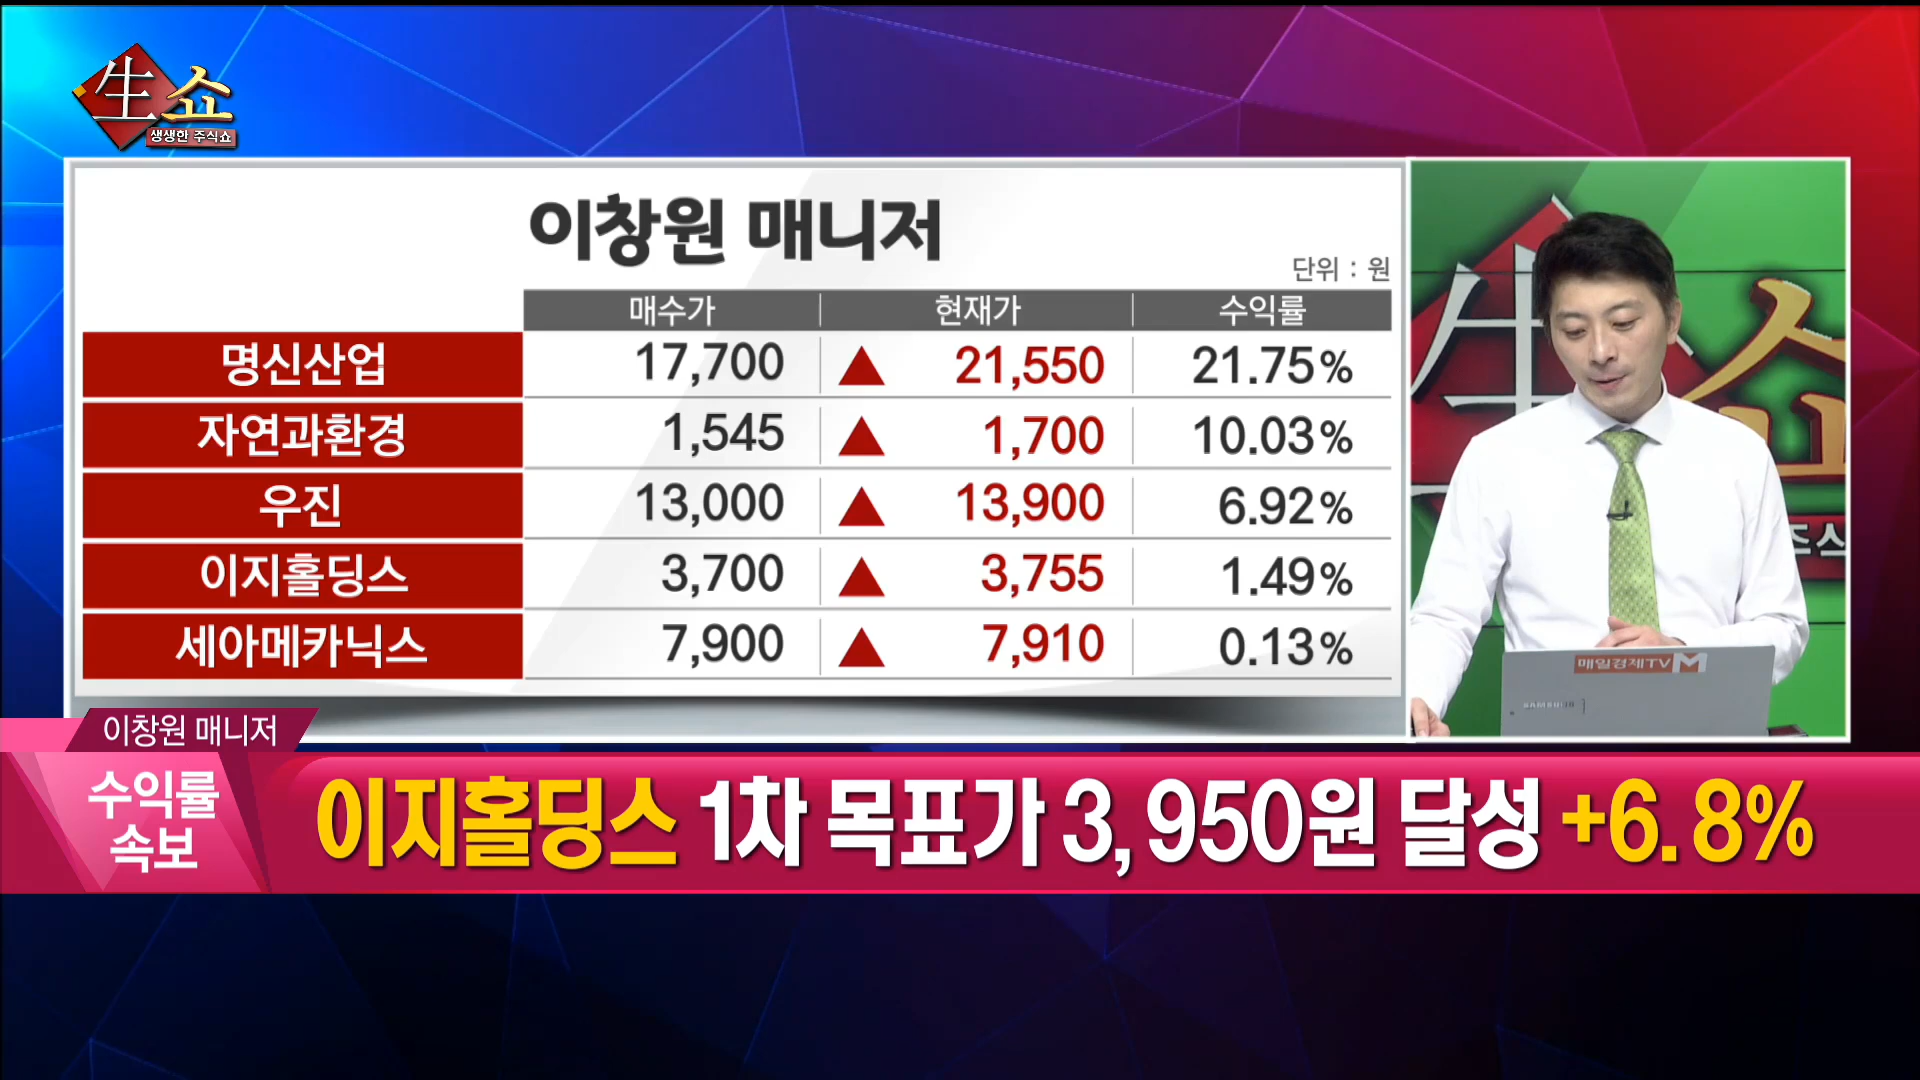 生쇼
생생한 주식쇼
이창원 매니저
단위 : 원
매수가 현재가 수익률
명신산업 17,700 ▲ 21,550 21.75%
자연과환경 1,545 ▲ 1,700 10.03%
우진 13,000 ▲ 13,900 6.92%
이지홀딩스 3,700 ▲ 3,755 1.49%
세아메카닉스 7,900 ▲ 7,910 0.13%
生쇼
주식
매일경제TV M
SAMSUNG
이창원 매니저
수익률
속보
이지홀딩스 1차 목표가 3,950원 달성 +6.8%